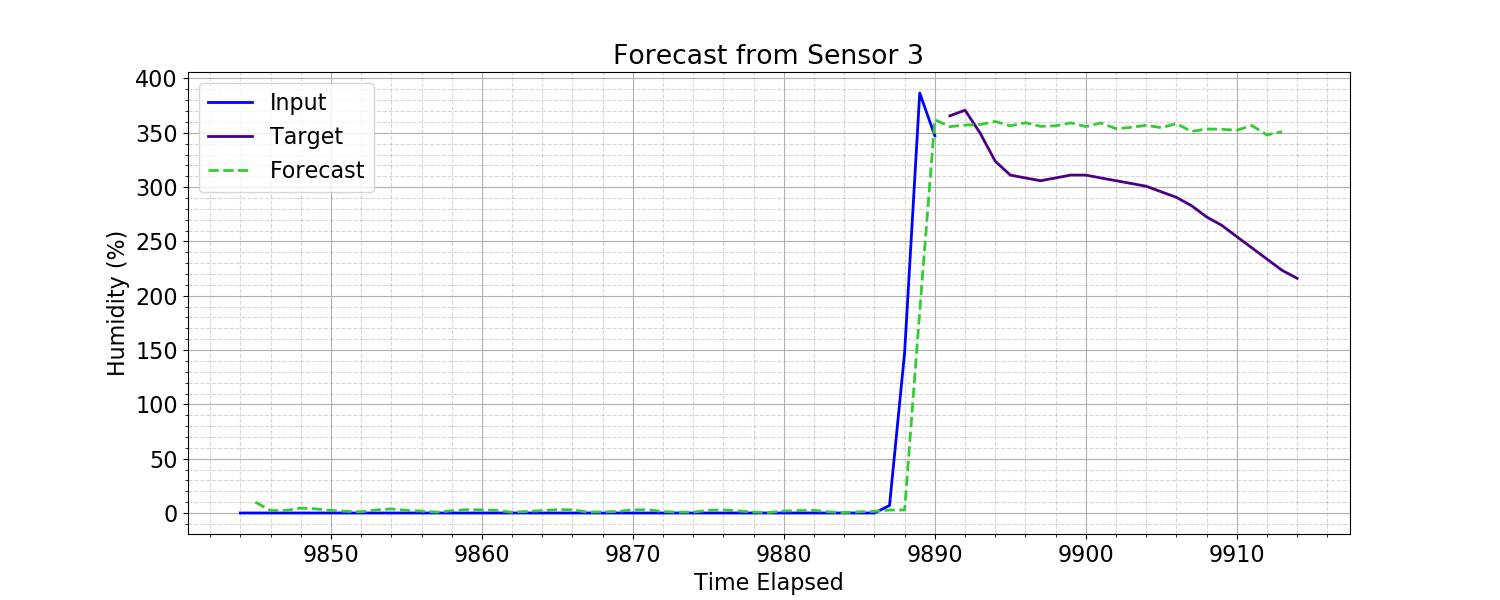 Forecast from Sensor 3
Input
Target
Forecast
Humidity (%)
400
350
300
250
200
150
100
50
0
9850 9860 9870 9880 9890 9900 9910
Time Elapsed